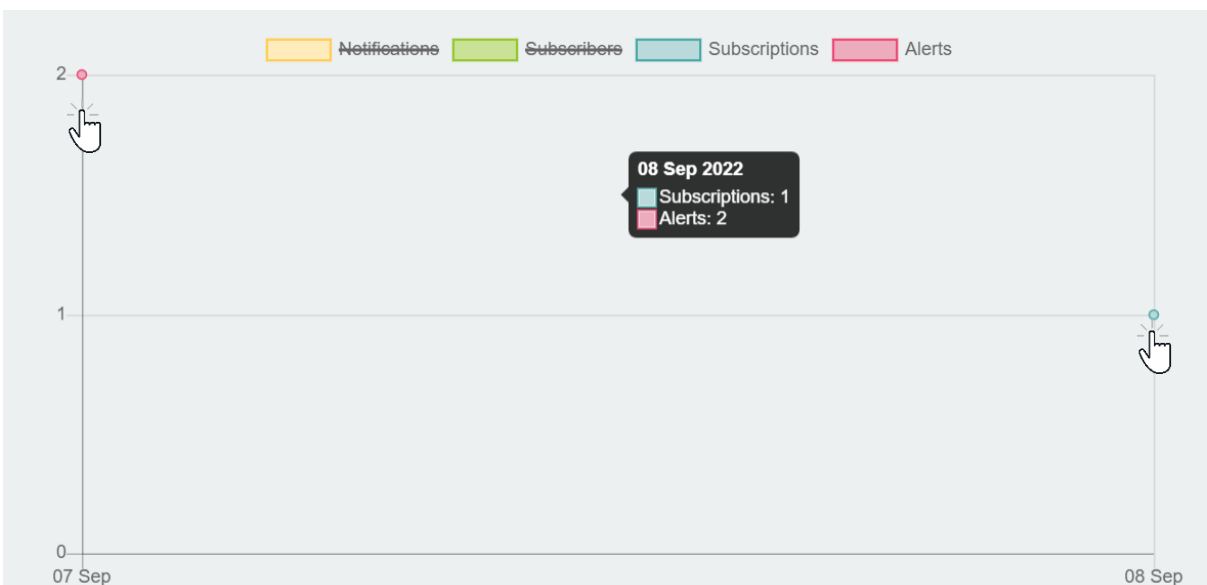 Notifications Subscribers Subscriptions Alerts
2
08 Sep 2022
Subscriptions: 1
Alerts: 2
1
0
07 Sep 08 Sep